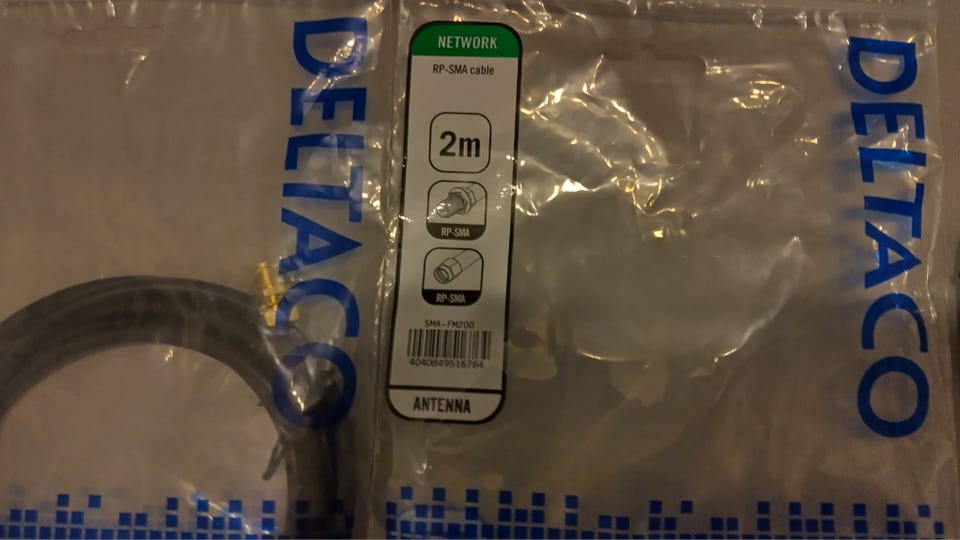 DELTACO
NETWORK
RP-SMA cable
2m
RP-SMA
RP-SMA
SMA-FM200
4040849516764
ANTENNA
DELTACO